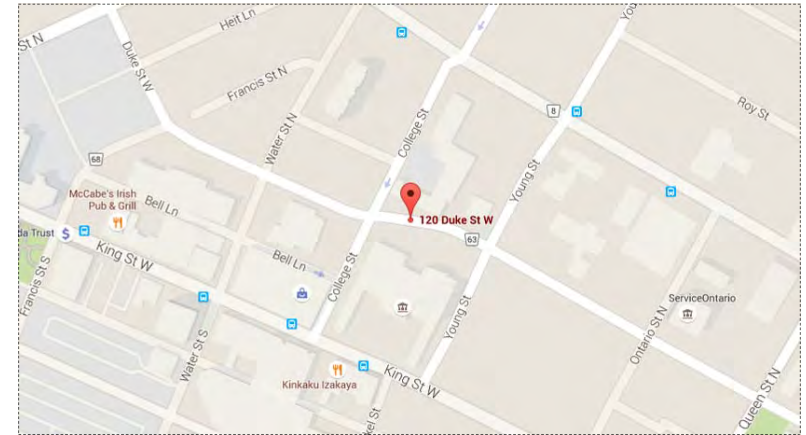 Heit Ln
You
St N
Duke St W
Francis St N
College St
8
Roy St
Water St N
68
Young St
McCabe's Irish
Pub & Grill
Bell Ln
120 Duke St W
da Trust
$
63
King St W
Bell Ln
Francis St S
College St
ServiceOntario
Young St
Ontario St N
Water St S
King St W
Kinkaku Izakaya
Queen St N
kel St